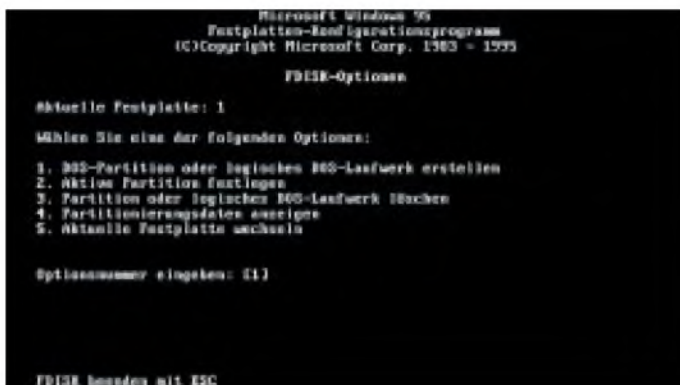 Microsoft Windows 95
Festplatten-Konfigurationsprogramm
(C)Copyright Microsoft Corp. 1983 - 1995
FDISK-Optionen
Aktuelle Festplatte: 1
Wählen Sie eine der folgenden Optionen:
1. DOS-Partition oder logisches DOS-Laufwerk erstellen
2. Aktive Partition festlegen
3. Partition oder logisches DOS-Laufwerk löschen
4. Partitionierungsdaten anzeigen
5. Aktuelle Festplatte wechseln
Optionsnummer eingeben: [1]
FDISK beenden mit ESC